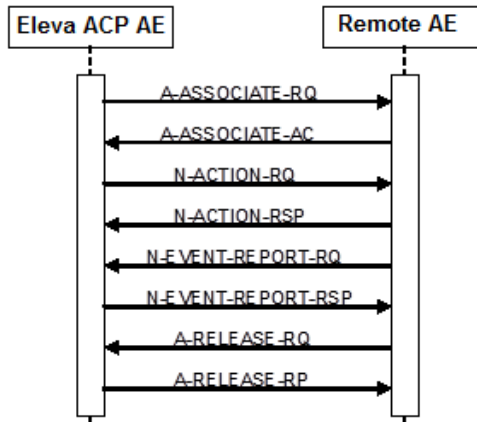 Eleva ACP AE
Remote AE
A-ASSOCIATE-RQ
A-ASSOCIATE-AC
N-ACTION-RQ
N-ACTION-RSP
N-EVENT-REPORT-RQ
N-EVENT-REPORT-RSP
A-RELEASE-RQ
A-RELEASE-RP